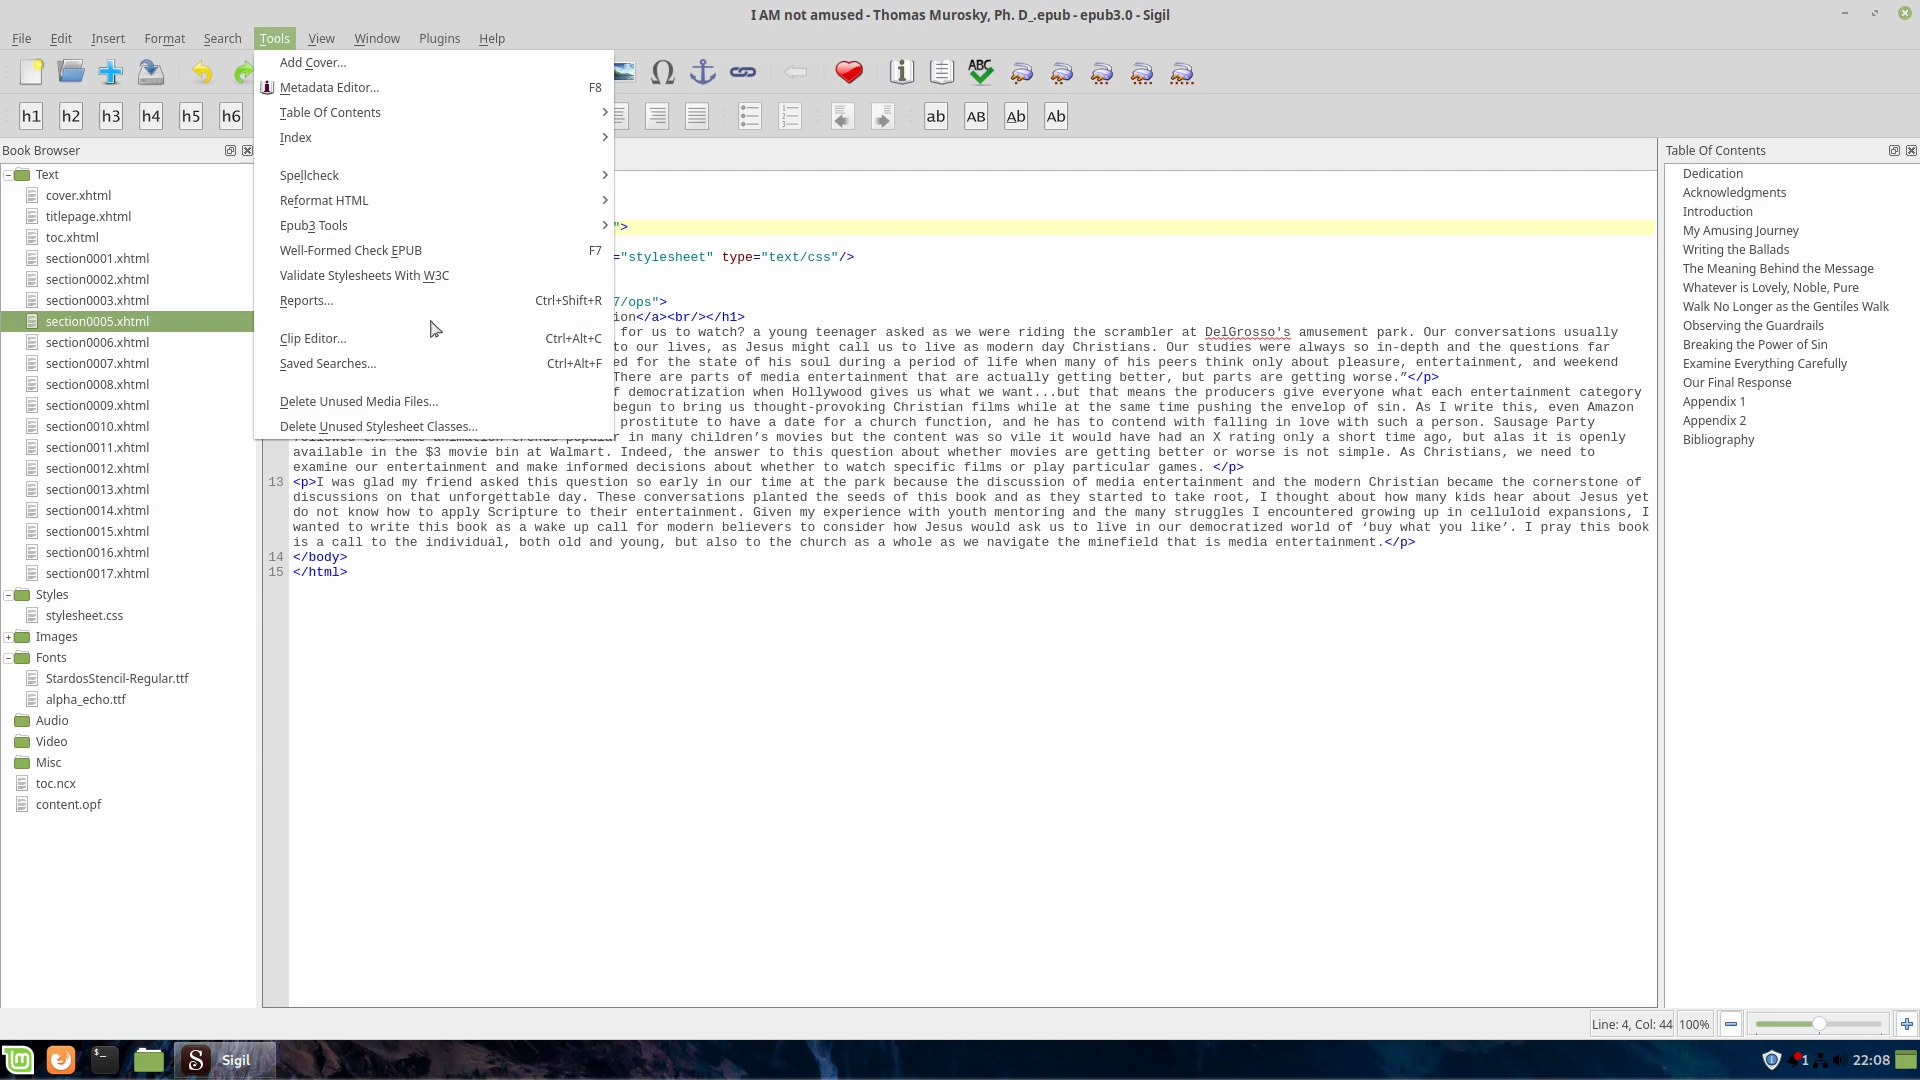 I AM not amused - Thomas Murosky, Ph. D_.epub - epub3.0 - Sigil
File Edit Insert Format Search Tools View Window Plugins Help
Add Cover...
Metadata Editor... F8
Table Of Contents
Index
Spellcheck
Reformat HTML
Epub3 Tools
Well-Formed Check EPUB F7
Validate Stylesheets With W3C
Reports... Ctrl+Shift+R
Clip Editor... Ctrl+Alt+C
Saved Searches... Ctrl+Alt+F
Delete Unused Media Files...
Delete Unused Stylesheet Classes...
ABC
h1 h2 h3 h4 h5 h6
ab AB Ab Ab
Book Browser
Text
cover.xhtml
titlepage.xhtml
toc.xhtml
section0001.xhtml
section0002.xhtml
section0003.xhtml
section0005.xhtml
section0006.xhtml
section0007.xhtml
section0008.xhtml
section0009.xhtml
section0010.xhtml
section0011.xhtml
section0012.xhtml
section0013.xhtml
section0014.xhtml
section0015.xhtml
section0016.xhtml
section0017.xhtml
Styles
stylesheet.css
Images
Fonts
StardosStencil-Regular.ttf
alpha_echo.ttf
Audio
Video
Misc
toc.ncx
content.opf
">
="stylesheet" type="text/css"/>
7/ops">
ion</a><br/></h1>
for us to watch? a young teenager asked as we were riding the scrambler at DelGrosso's amusement park. Our conversations usually
to our lives, as Jesus might call us to live as modern day Christians. Our studies were always so in-depth and the questions far
ed for the state of his soul during a period of life when many of his peers think only about pleasure, entertainment, and weekend
There are parts of media entertainment that are actually getting better, but parts are getting worse.”</p>
f democratization when Hollywood gives us what we want...but that means the producers give everyone what each entertainment category
begun to bring us thought-provoking Christian films while at the same time pushing the envelop of sin. As I write this, even Amazon
prostitute to have a date for a church function, and he has to contend with falling in love with such a person. Sausage Party
followed the same animation trends popular in many children’s movies but the content was so vile it would have had an X rating only a short time ago, but alas it is openly
available in the $3 movie bin at Walmart. Indeed, the answer to this question about whether movies are getting better or worse is not simple. As Christians, we need to
examine our entertainment and make informed decisions about whether to watch specific films or play particular games. </p>
13 <p>I was glad my friend asked this question so early in our time at the park because the discussion of media entertainment and the modern Christian became the cornerstone of
discussions on that unforgettable day. These conversations planted the seeds of this book and as they started to take root, I thought about how many kids hear about Jesus yet
do not know how to apply Scripture to their entertainment. Given my experience with youth mentoring and the many struggles I encountered growing up in celluloid expansions, I
wanted to write this book as a wake up call for modern believers to consider how Jesus would ask us to live in our democratized world of ‘buy what you like’. I pray this book
is a call to the individual, both old and young, but also to the church as a whole as we navigate the minefield that is media entertainment.</p>
14 </body>
15 </html>
Table Of Contents
Dedication
Acknowledgments
Introduction
My Amusing Journey
Writing the Ballads
The Meaning Behind the Message
Whatever is Lovely, Noble, Pure
Walk No Longer as the Gentiles Walk
Observing the Guardrails
Breaking the Power of Sin
Examine Everything Carefully
Our Final Response
Appendix 1
Appendix 2
Bibliography
Line: 4, Col: 44 100%
Sigil
1 22:08